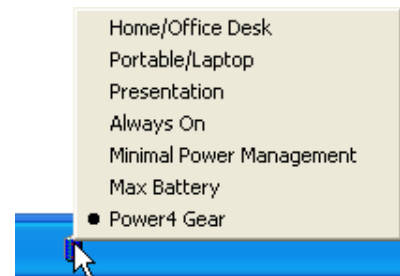 Home/Office Desk
Portable/Laptop
Presentation
Always On
Minimal Power Management
Max Battery
Power4 Gear